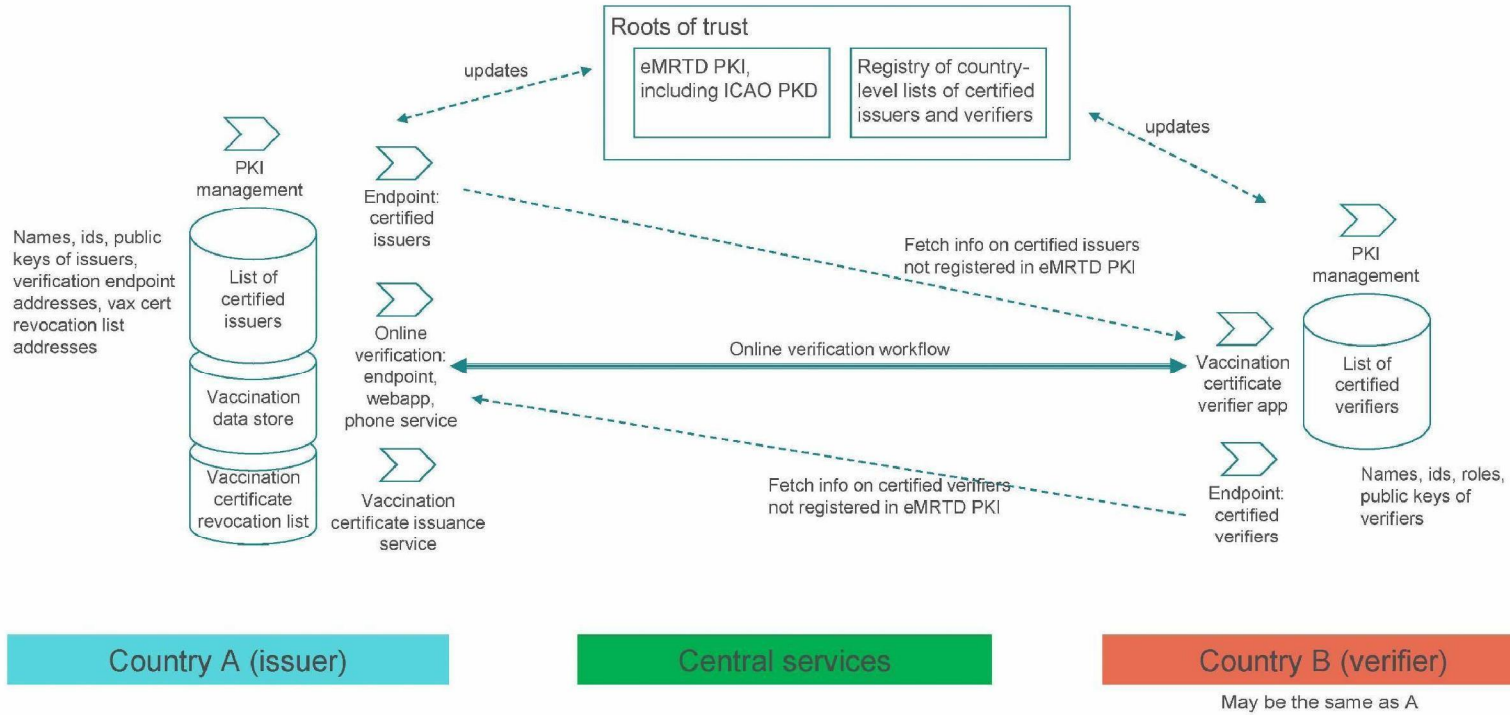 Roots of trust
eMRTD PKI,
including ICAO PKD
Registry of country-
level lists of certified
issuers and verifiers
updates
updates
PKI
management
Endpoint:
certified
issuers
Names, ids, public
keys of issuers,
verification endpoint
addresses, vax cert
revocation list
addresses
List of
certified
issuers
Vaccination
data store
Vaccination
certificate
revocation list
Online
verification:
endpoint,
webapp,
phone service
Vaccination
certificate issuance
service
Fetch info on certified issuers
not registered in eMRTD PKI
Online verification workflow
Fetch info on certified verifiers
not registered in eMRTD PKI
PKI
management
Vaccination
certificate
verifier app
List of
certified
verifiers
Endpoint:
certified
verifiers
Names, ids, roles,
public keys of
verifiers
Country A (issuer)
Central services
Country B (verifier)
May be the same as A